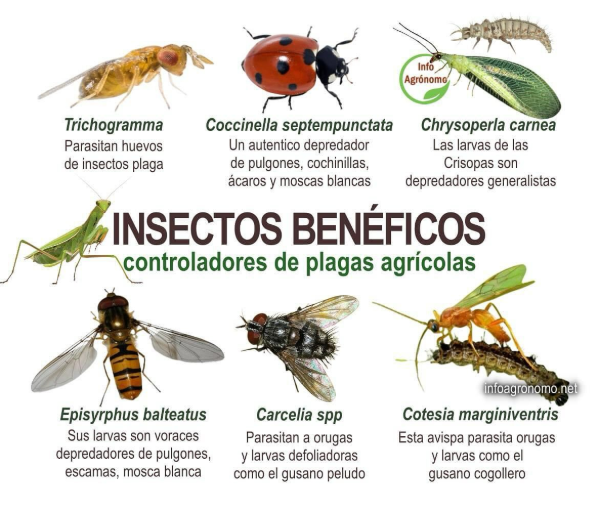 Info
Agrónomo
Trichogramma
Parasitan huevos
de insectos plaga
Coccinella septempunctata
Un autentico depredador
de pulgones, cochinillas,
ácaros y moscas blancas
Chrysoperla carnea
Las larvas de las
Crisopas son
depredadores generalistas
INSECTOS BENÉFICOS
controladores de plagas agrícolas
Episyrphus balteatus
Sus larvas son voraces
depredadores de pulgones,
escamas, mosca blanca
Carcelia spp
Parasitan a orugas
y larvas defoliadoras
como el gusano peludo
infoagronomo.net
Cotesia marginiventris
Esta avispa parasita orugas
y larvas como el
gusano cogollero